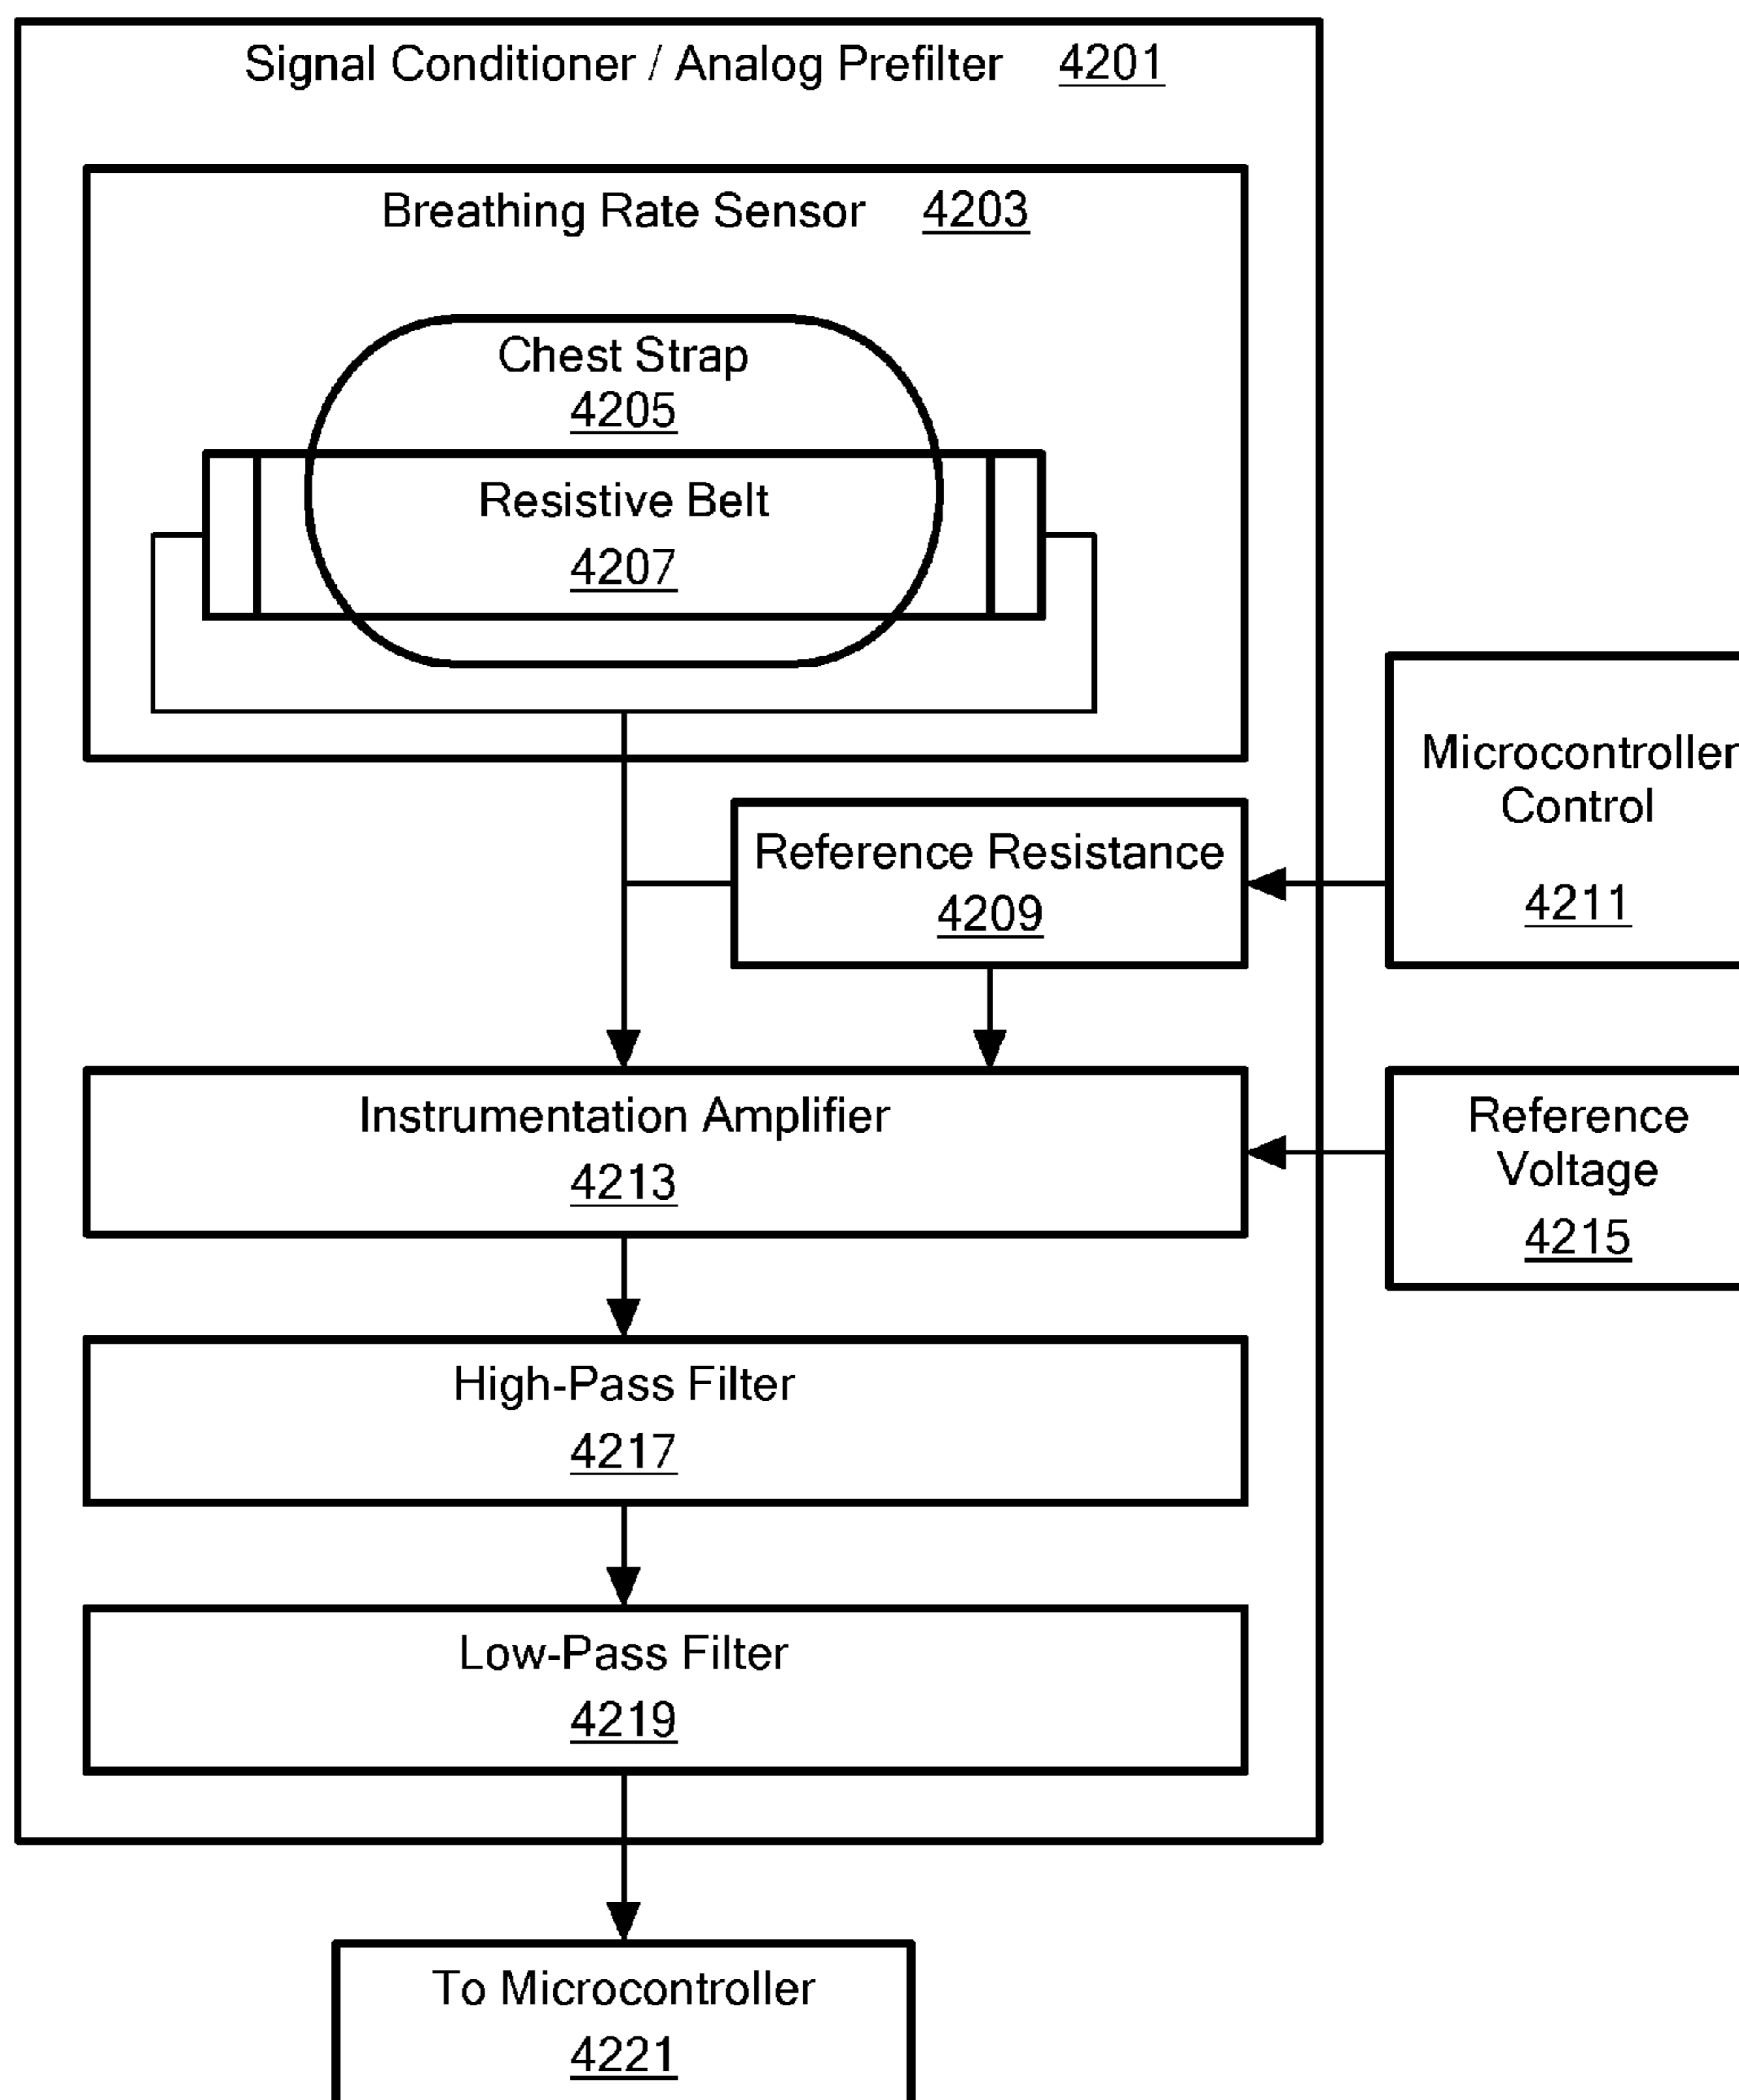 Signal Conditioner / Analog Prefilter 4201
Breathing Rate Sensor 4203
Chest Strap
4205
Resistive Belt
4207
Reference Resistance
4209
Microcontroller
Control
4211
Instrumentation Amplifier
4213
Reference
Voltage
4215
High-Pass Filter
4217
Low-Pass Filter
4219
To Microcontroller
4221